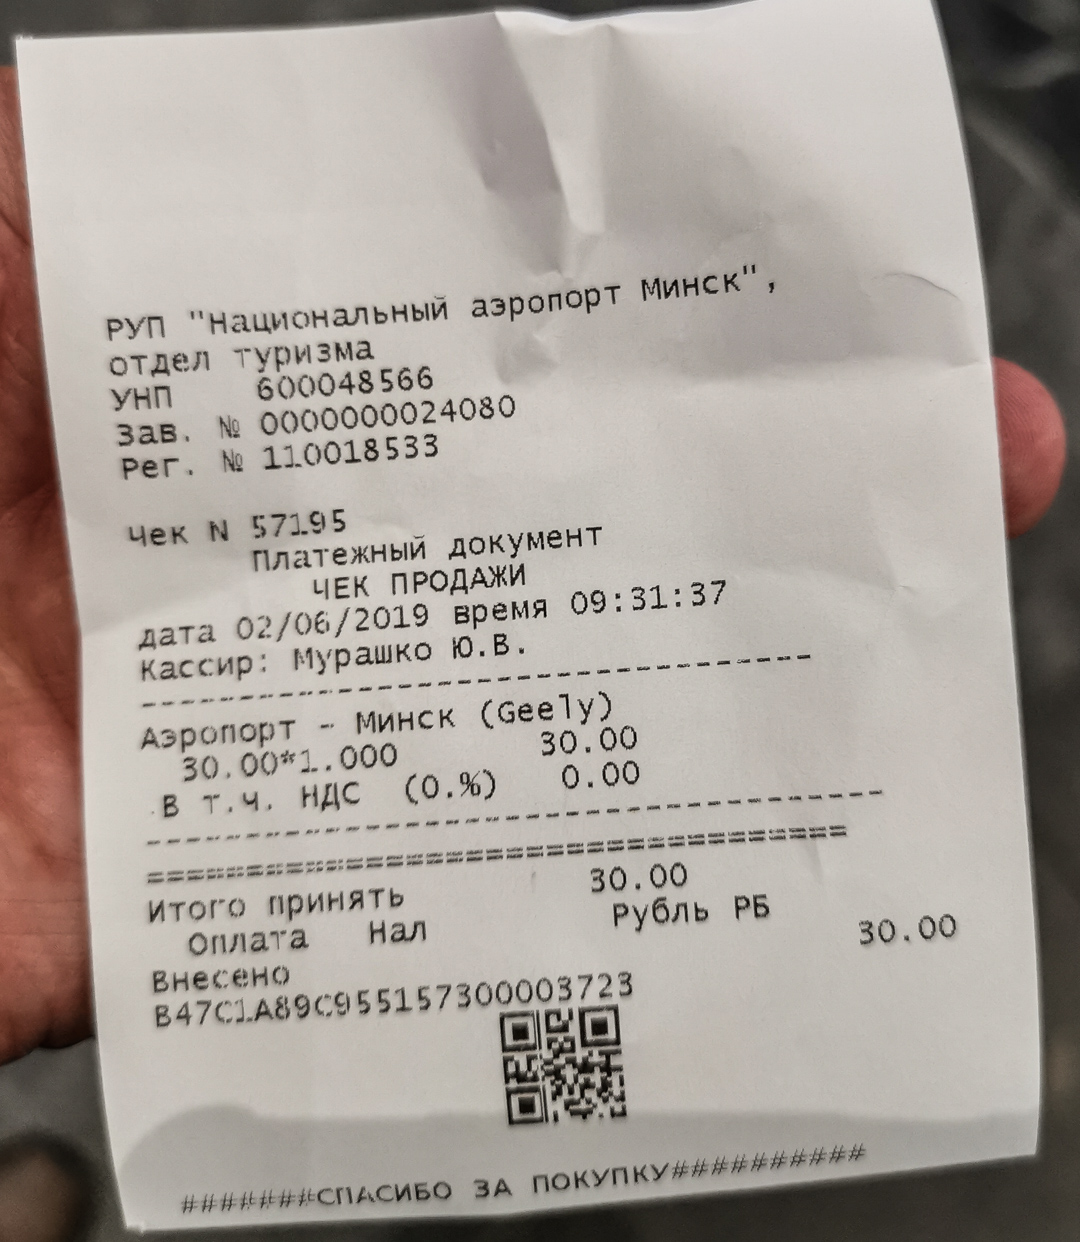 РУП "Национальный аэропорт Минск",
отдел туризма
УНП 600048566
Зав. № 0000000024080
Рег. № 110018533
Чек N 57195
Платежный документ
ЧЕК ПРОДАЖИ
дата 02/06/2019 время 09:31:37
Кассир: Мурашко Ю.В.
--------------------------------
Аэропорт - Минск (Geely)
30.00*1.000 30.00
В т.ч. НДС (0.%) 0.00
------------------------------------
==================================
Итого принять 30.00
Оплата Нал Рубль РБ
Внесено 30.00
B47C1A89C955157300003723
#######СПАСИБО ЗА ПОКУПКУ##########